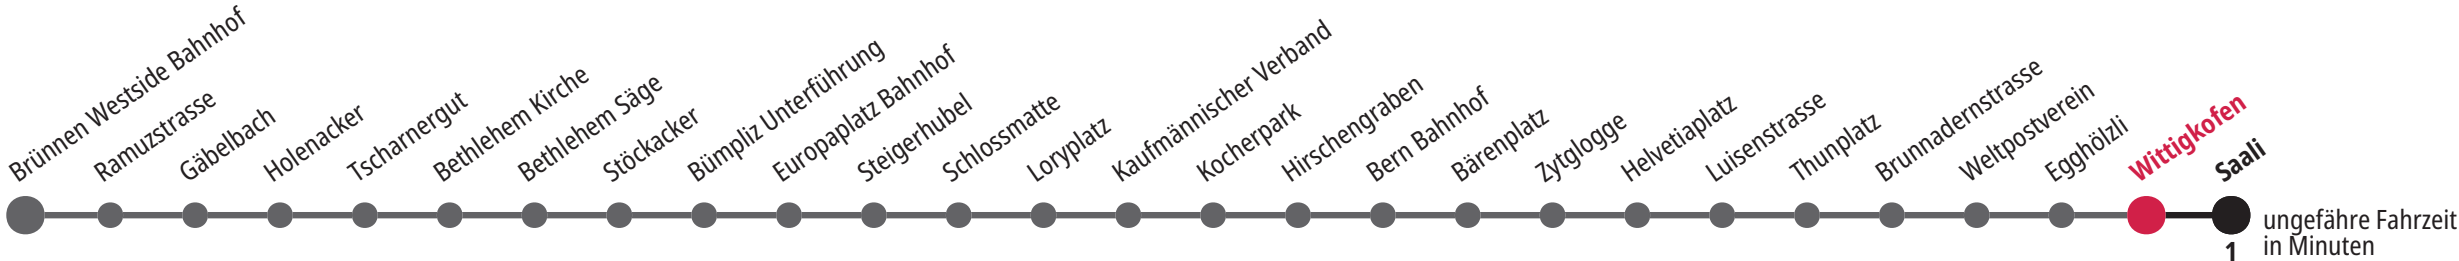 Brünnen Westside Bahnhof
Ramuzstrasse
Gäbelbach
Holenacker
Tscharnergut
Bethlehem Kirche
Bethlehem Säge
Stöckacker
Bümpliz Unterführung
Europaplatz Bahnhof
Steigerhubel
Schlossmatte
Loryplatz
Kaufmännischer Verband
Kocherpark
Hirschengraben
Bern Bahnhof
Bärenplatz
Zytglogge
Helvetiaplatz
Luisenstrasse
Thunplatz
Brunnadernstrasse
Weltpostverein
Egghölzli
Wittigkofen
Saali
1
ungefähre Fahrzeit
in Minuten